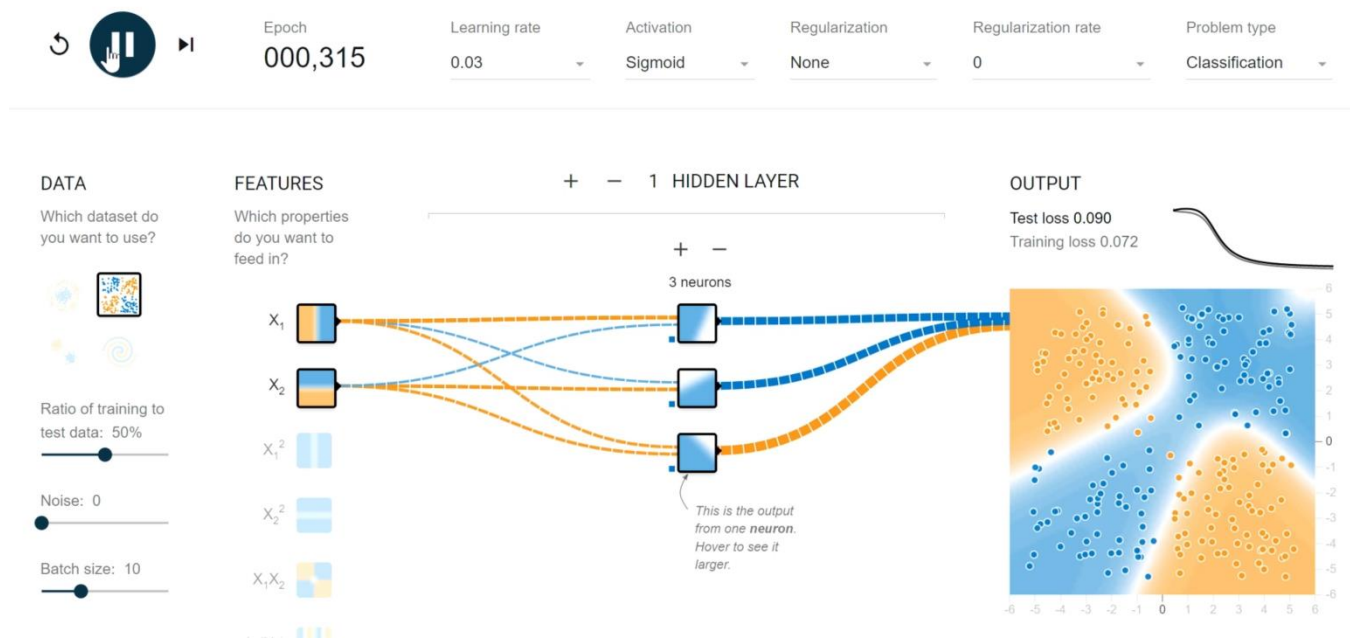 Epoch
000,315
Learning rate
0.03
Activation
Sigmoid
Regularization
None
Regularization rate
0
Problem type
Classification
DATA
Which dataset do
you want to use?
Ratio of training to
test data: 50%
Noise: 0
Batch size: 10
FEATURES
Which properties
do you want to
feed in?
X1
X2
X1²
X2²
X1X2
+ − 1 HIDDEN LAYER
+ −
3 neurons
This is the output
from one neuron.
Hover to see it
larger.
OUTPUT
Test loss 0.090
Training loss 0.072
6
5
4
3
2
1
0
-1
-2
-3
-4
-5
-6
-6 -5 -4 -3 -2 -1 0 1 2 3 4 5 6